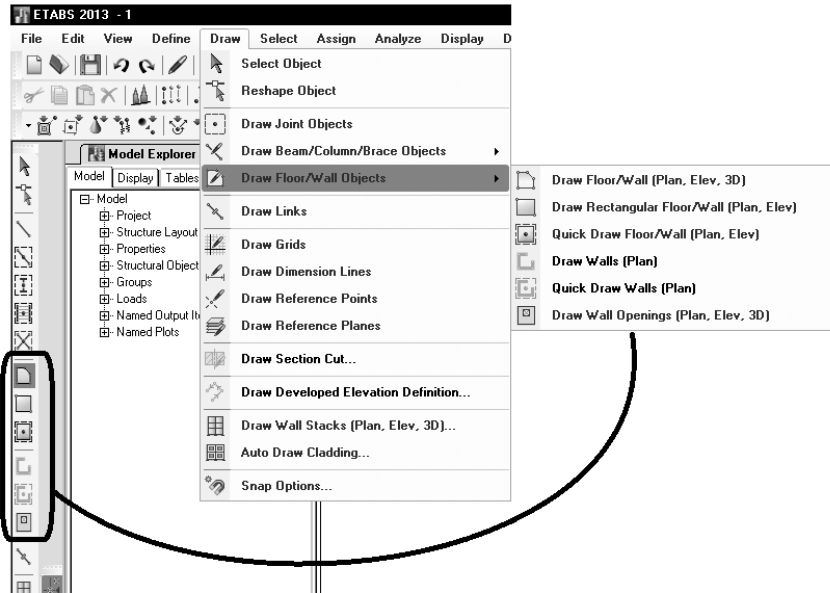 ETABS 2013 - 1
File Edit View Define Draw Select Assign Analyze Display D
Select Object
Reshape Object
Draw Joint Objects
Draw Beam/Column/Brace Objects
Draw Floor/Wall Objects
Draw Links
Draw Grids
Draw Dimension Lines
Draw Reference Points
Draw Reference Planes
Draw Section Cut...
Draw Developed Elevation Definition...
Draw Wall Stacks (Plan, Elev, 3D)...
Auto Draw Cladding...
Snap Options...
Draw Floor/Wall (Plan, Elev, 3D)
Draw Rectangular Floor/Wall (Plan, Elev)
Quick Draw Floor/Wall (Plan, Elev)
Draw Walls (Plan)
Quick Draw Walls (Plan)
Draw Wall Openings (Plan, Elev, 3D)
Model Explorer
Model Display Tables
Model
Project
Structure Layout
Properties
Structural Object
Groups
Loads
Named Output It
Named Plots